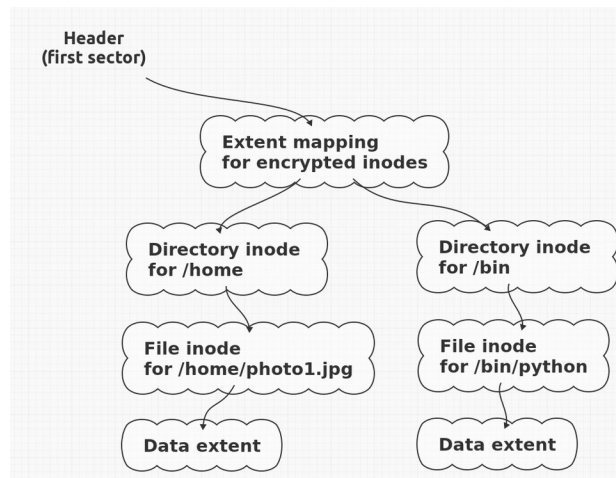 Header
(first sector)
Extent mapping
for encrypted inodes
Directory inode
for /home
Directory inode
for /bin
File inode
for /home/photo1.jpg
File inode
for /bin/python
Data extent
Data extent